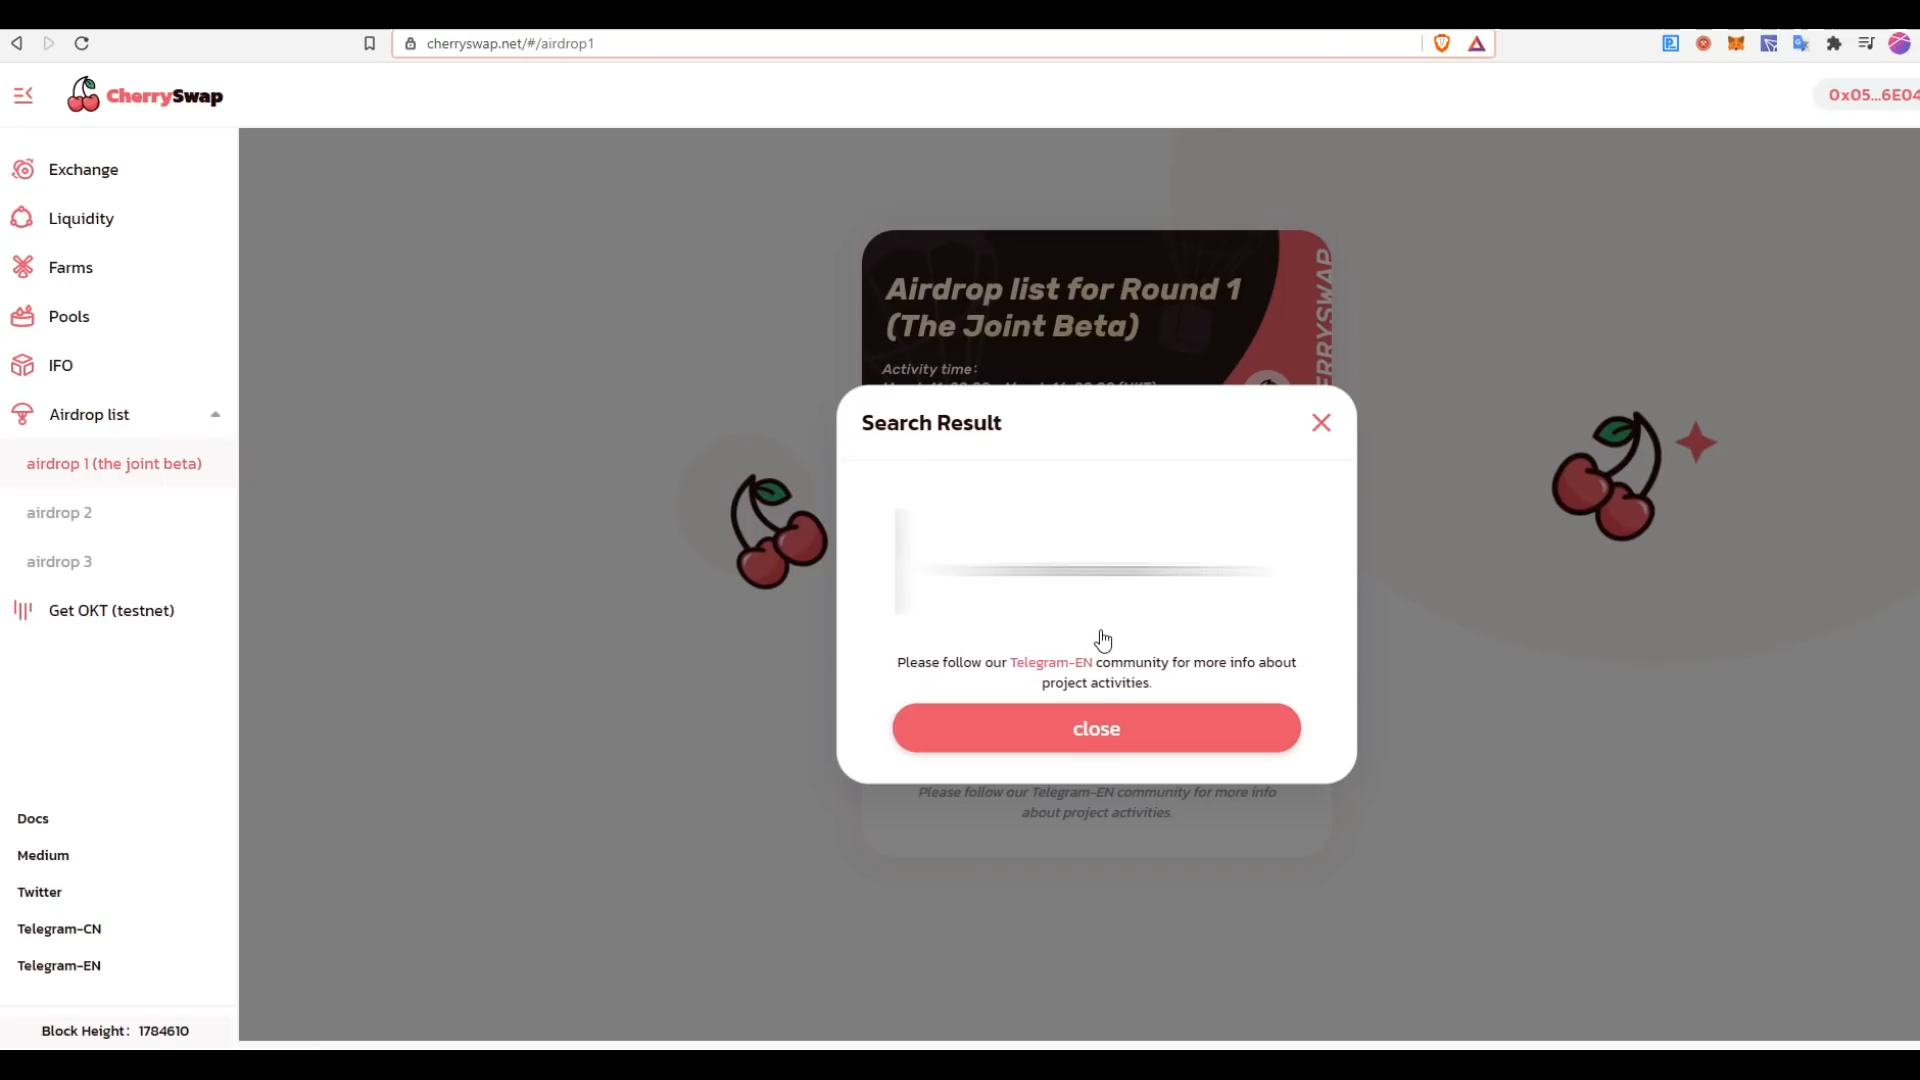 cherryswap.net/#/airdrop1
CherrySwap
0x05...6E04
Exchange
Liquidity
Farms
Pools
IFO
Airdrop list
airdrop 1 (the joint beta)
airdrop 2
airdrop 3
Get OKT (testnet)
Docs
Medium
Twitter
Telegram-CN
Telegram-EN
Block Height: 1784610
Airdrop list for Round 1
(The Joint Beta)
ERRYSWAP
Activity time:
Search Result
Please follow our Telegram-EN community for more info about
project activities.
close
Please follow our Telegram-EN community for more info
about project activities.